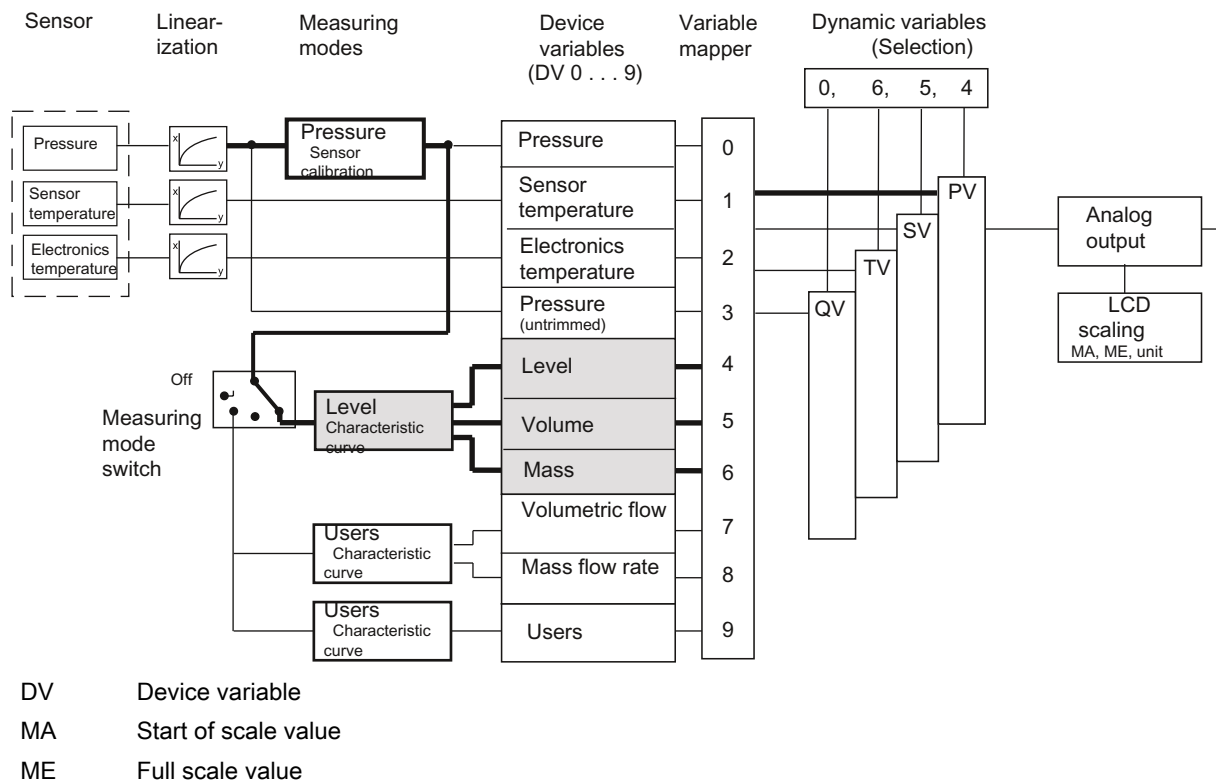 Sensor
Linear-
ization
Measuring
modes
Device
variables
(DV 0 . . . 9)
Variable
mapper
Dynamic variables
(Selection)
0, 6, 5, 4
Pressure
x
y
Pressure
Sensor
calibration
Pressure
0
Sensor
temperature
x
y
Sensor
temperature
1
PV
Electronics
temperature
x
y
Electronics
temperature
2
SV
TV
Pressure
(untrimmed)
3
QV
Analog
output
LCD
scaling
MA, ME, unit
Off
Measuring
mode
switch
Level
Characteristic
curve
Level
4
Volume
5
Mass
6
Users
Characteristic
curve
Volumetric flow
7
Mass flow rate
8
Users
Characteristic
curve
Users
9
DV Device variable
MA Start of scale value
ME Full scale value